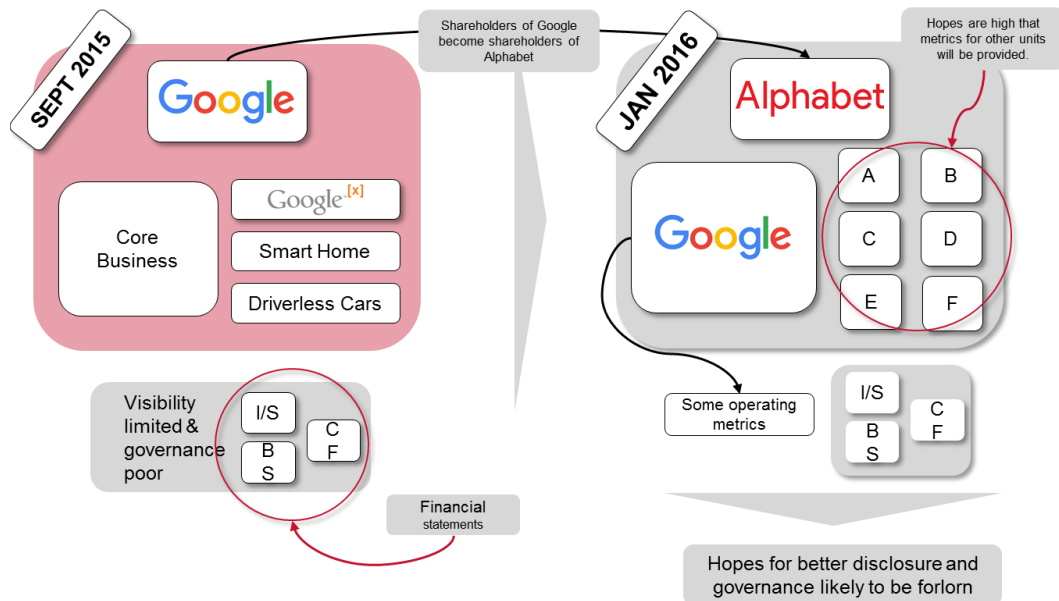 SEPT 2015
Google
Core
Business
Google [x]
Smart Home
Driverless Cars
Visibility
limited &
governance
poor
I/S
B
S
C
F
Financial
statements
Shareholders of Google
become shareholders of
Alphabet
JAN 2016
Alphabet
Hopes are high that
metrics for other units
will be provided.
Google
A
B
C
D
E
F
Some operating
metrics
I/S
B
S
C
F
Hopes for better disclosure and
governance likely to be forlorn